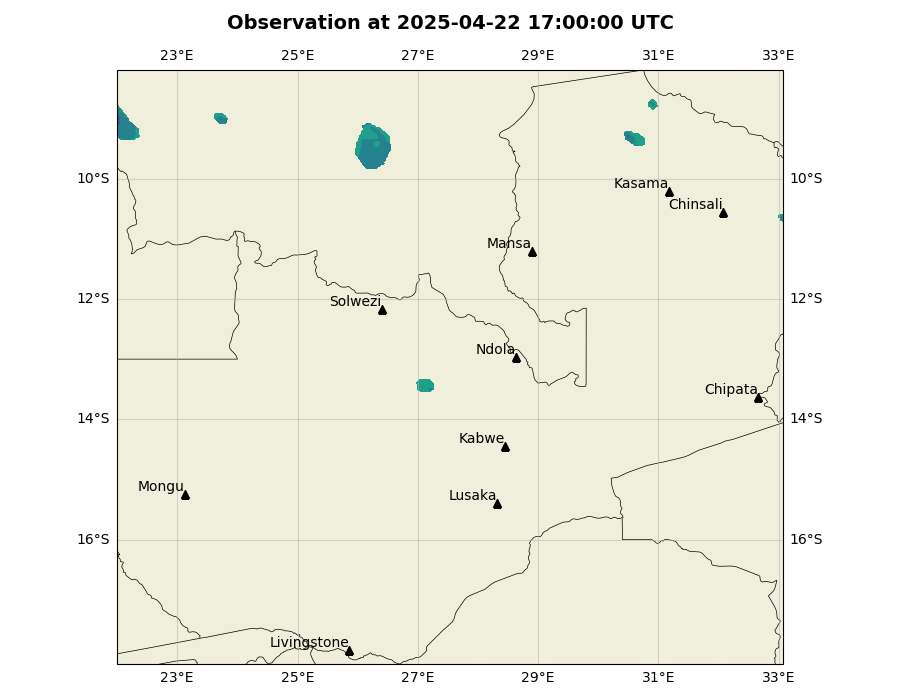 Observation at 2025-04-22 17:00:00 UTC
23°E 25°E 27°E 29°E 31°E 33°E
10°S 10°S
Kasama
Chinsali
Mansa
12°S 12°S
Solwezi
Ndola
Chipata
14°S 14°S
Kabwe
Mongu
Lusaka
16°S 16°S
Livingstone
23°E 25°E 27°E 29°E 31°E 33°E